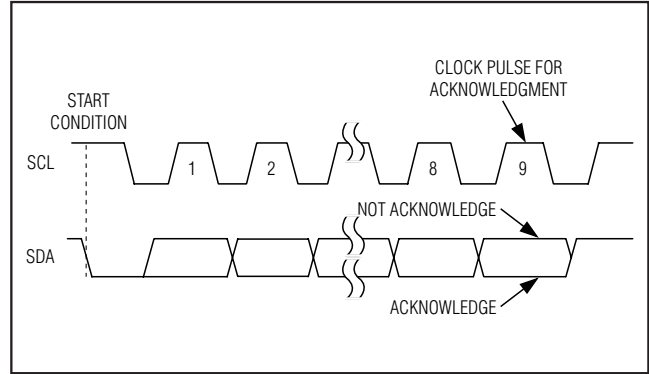 CLOCK PULSE FOR
ACKNOWLEDGMENT
START
CONDITION
SCL
1
2
8
9
NOT ACKNOWLEDGE
SDA
ACKNOWLEDGE